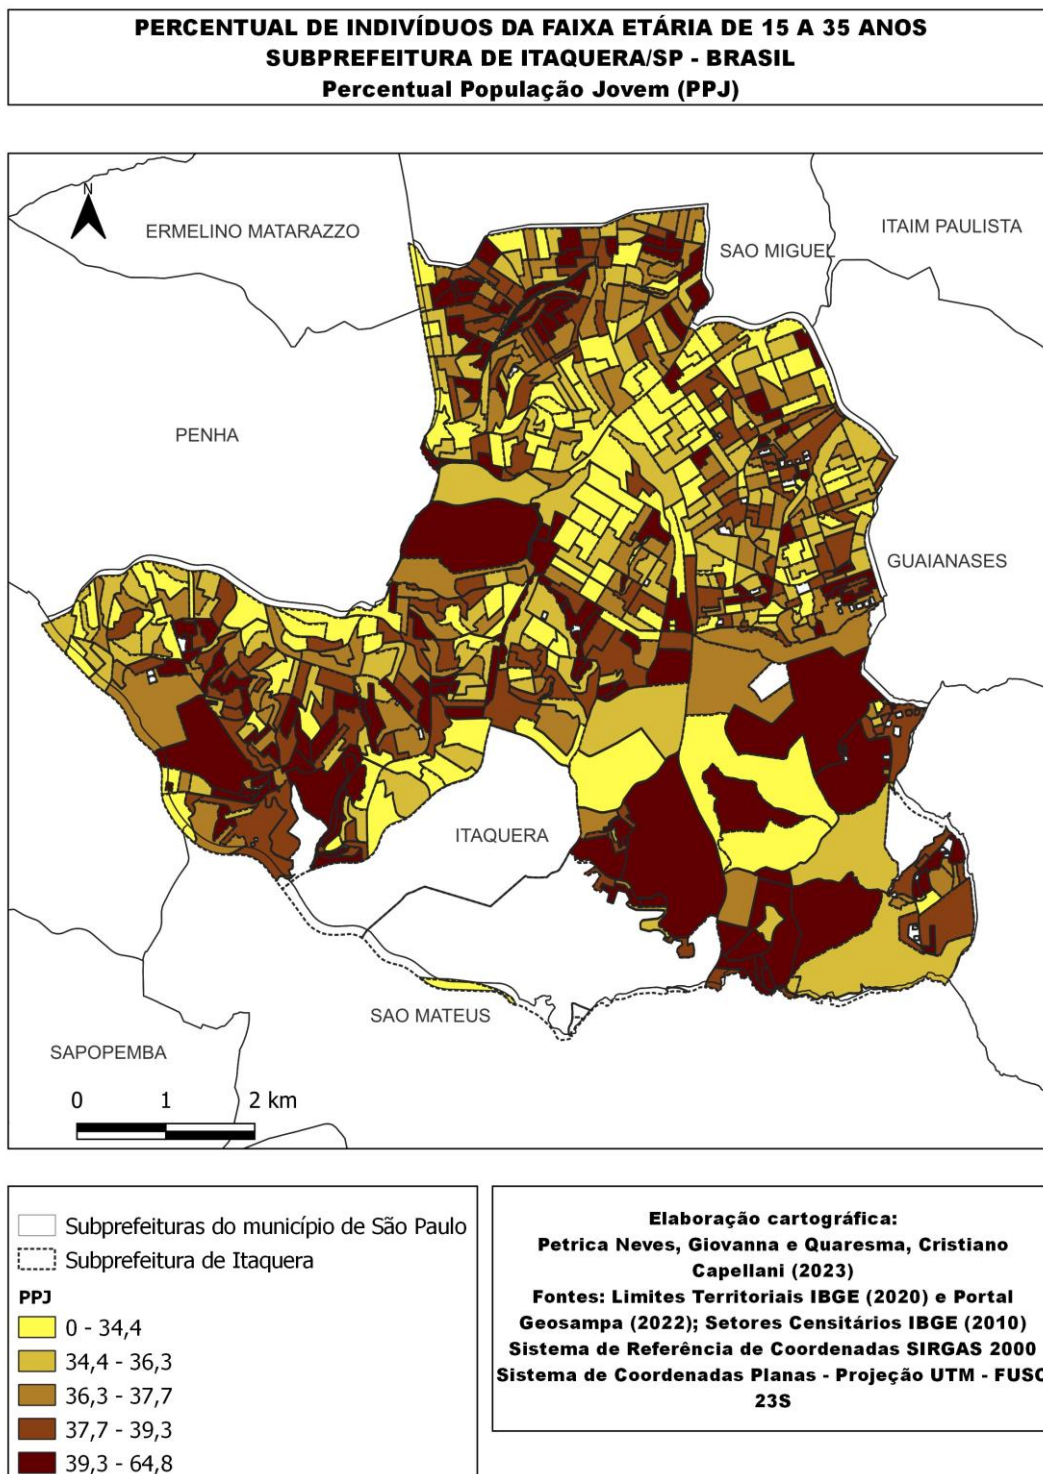 PERCENTUAL DE INDIVÍDUOS DA FAIXA ETÁRIA DE 15 A 35 ANOS
SUBPREFEITURA DE ITAQUERA/SP - BRASIL
Percentual População Jovem (PPJ)
N
ERMELINO MATARAZZO
SAO MIGUEL
ITAIM PAULISTA
PENHA
GUAIANASES
ITAQUERA
SAO MATEUS
SAPOPEMBA
0 1 2 km
Subprefeituras do município de São Paulo
Subprefeitura de Itaquera
PPJ
0 - 34,4
34,4 - 36,3
36,3 - 37,7
37,7 - 39,3
39,3 - 64,8
Elaboração cartográfica:
Petrica Neves, Giovanna e Quaresma, Cristiano
Capellani (2023)
Fontes: Limites Territoriais IBGE (2020) e Portal
Geosampa (2022); Setores Censitários IBGE (2010)
Sistema de Referência de Coordenadas SIRGAS 2000
Sistema de Coordenadas Planas - Projeção UTM - FUSO
23S